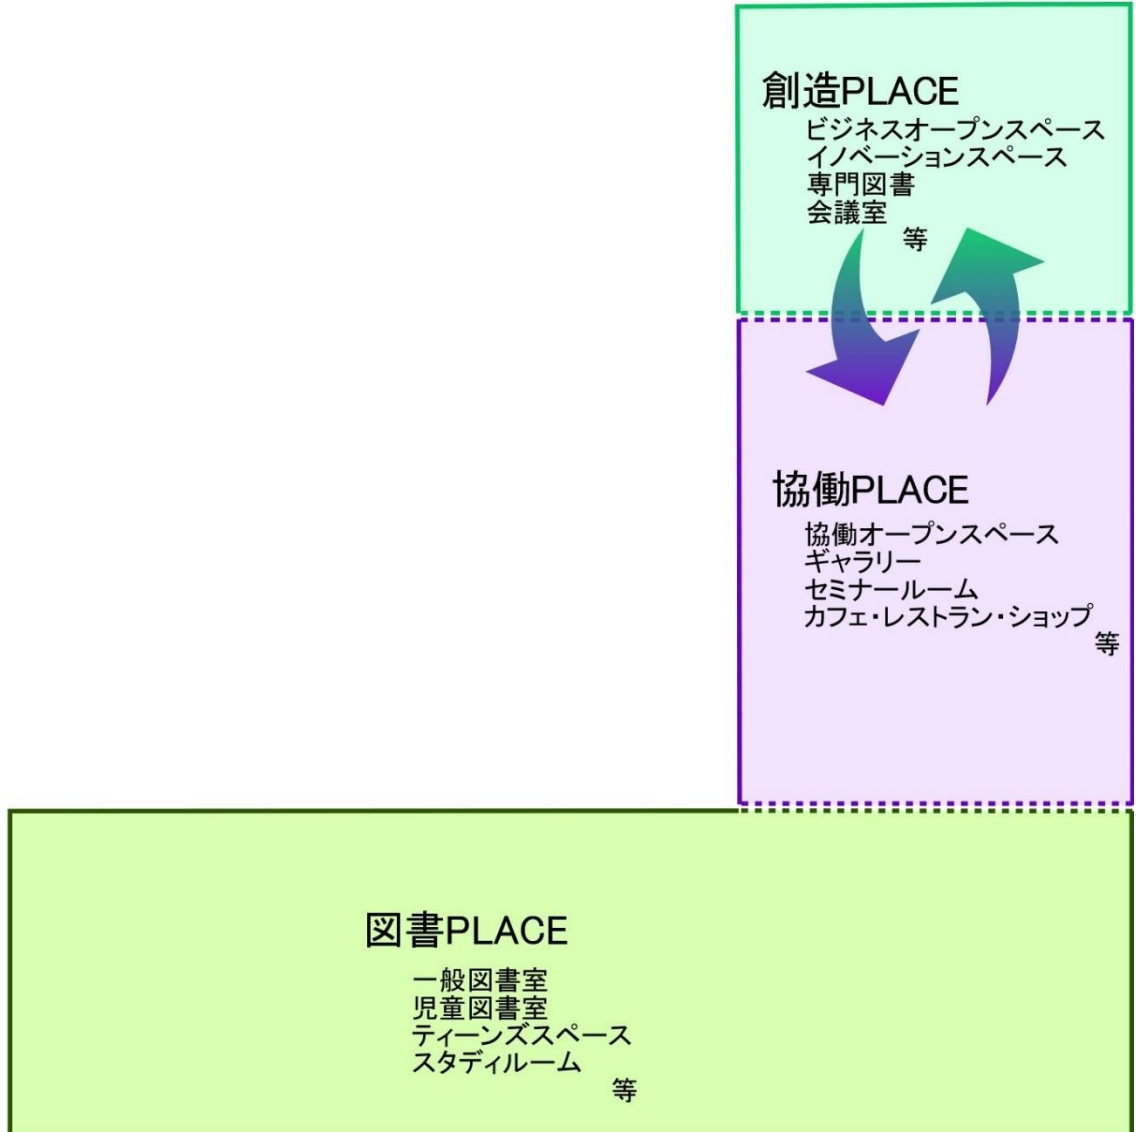 創造PLACE
ビジネスオープンスペース
イノベーションスペース
専門図書
会議室
等
協働PLACE
協働オープンスペース
ギャラリー
セミナールーム
カフェ・レストラン・ショップ
等
図書PLACE
一般図書室
児童図書室
ティーンズスペース
スタディルーム
等